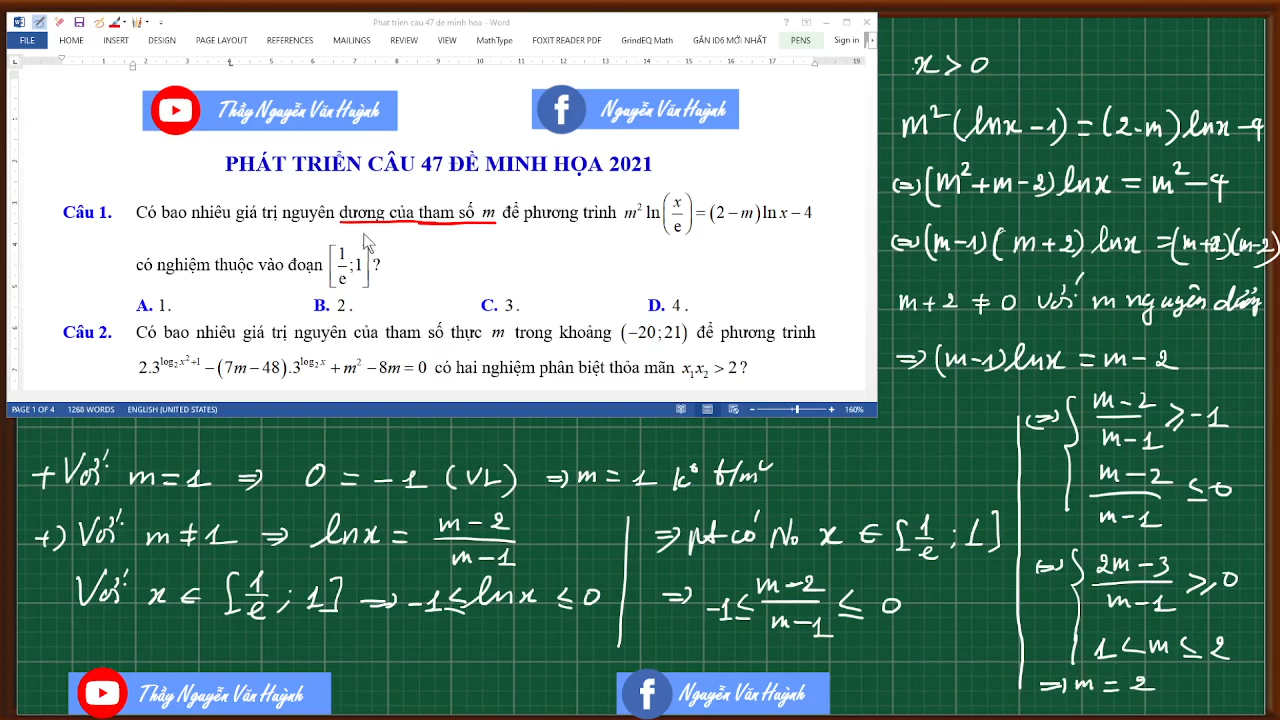 Phat trien cau 47 de minh hoa - Word
FILE HOME INSERT DESIGN PAGE LAYOUT REFERENCES MAILINGS REVIEW VIEW MathType FOXIT READER PDF GrindEQ Math GẮN ID6 MỚI NHẤT PENS Sign in
Thầy Nguyễn Văn Huỳnh
Nguyễn Văn Huỳnh
PHÁT TRIỂN CÂU 47 ĐỀ MINH HỌA 2021
Câu 1. Có bao nhiêu giá trị nguyên dương của tham số m để phương trình m² ln(x/e) = (2 − m) ln x − 4
có nghiệm thuộc vào đoạn [1/e; 1]?
A. 1. B. 2. C. 3. D. 4.
Câu 2. Có bao nhiêu giá trị nguyên của tham số thực m trong khoảng (−20; 21) để phương trình
2.3^(log₂ x² + 1) − (7m − 48).3^(log₂ x) + m² − 8m = 0 có hai nghiệm phân biệt thỏa mãn x₁x₂ > 2?
PAGE 1 OF 4 1268 WORDS ENGLISH (UNITED STATES) 160%
x > 0
m² (ln x − 1) = (2 − m) ln x − 4
⇔ (m² + m − 2) ln x = m² − 4
⇔ (m − 1)(m + 2) ln x = (m + 2)(m − 2)
m + 2 ≠ 0 với m nguyên dương
⇒ (m − 1) ln x = m − 2
+ Với m = 1 ⇒ 0 = −1 (VL) ⇒ m = 1 k° t/m
+) Với m ≠ 1 ⇒ ln x = (m − 2)/(m − 1)
Với x ∈ [1/e; 1] ⇒ −1 ≤ ln x ≤ 0
⇒ pt có No x ∈ [1/e; 1]
⇒ −1 ≤ (m − 2)/(m − 1) ≤ 0
⇔ { (m − 2)/(m − 1) ≥ −1
(m − 2)/(m − 1) ≤ 0
⇔ { (2m − 3)/(m − 1) ≥ 0
1 < m ≤ 2
⇒ m = 2
Thầy Nguyễn Văn Huỳnh
Nguyễn Văn Huỳnh